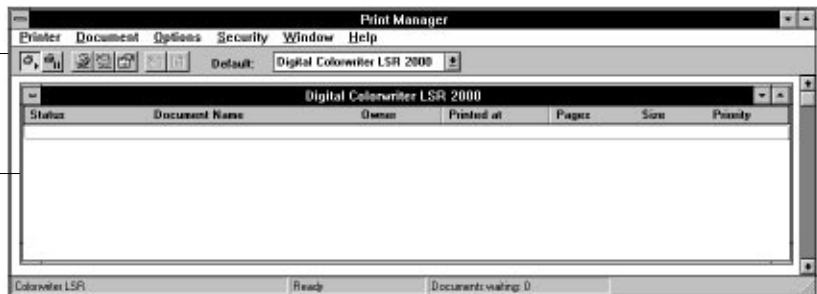 Print Manager
Printer Document Options Security Window Help
Default: Digital Colorwriter LSR 2000
Digital Colorwriter LSR 2000
Status Document Name Owner Printed at Pages Size Priority
Colorwriter LSR Ready Documents waiting: 0